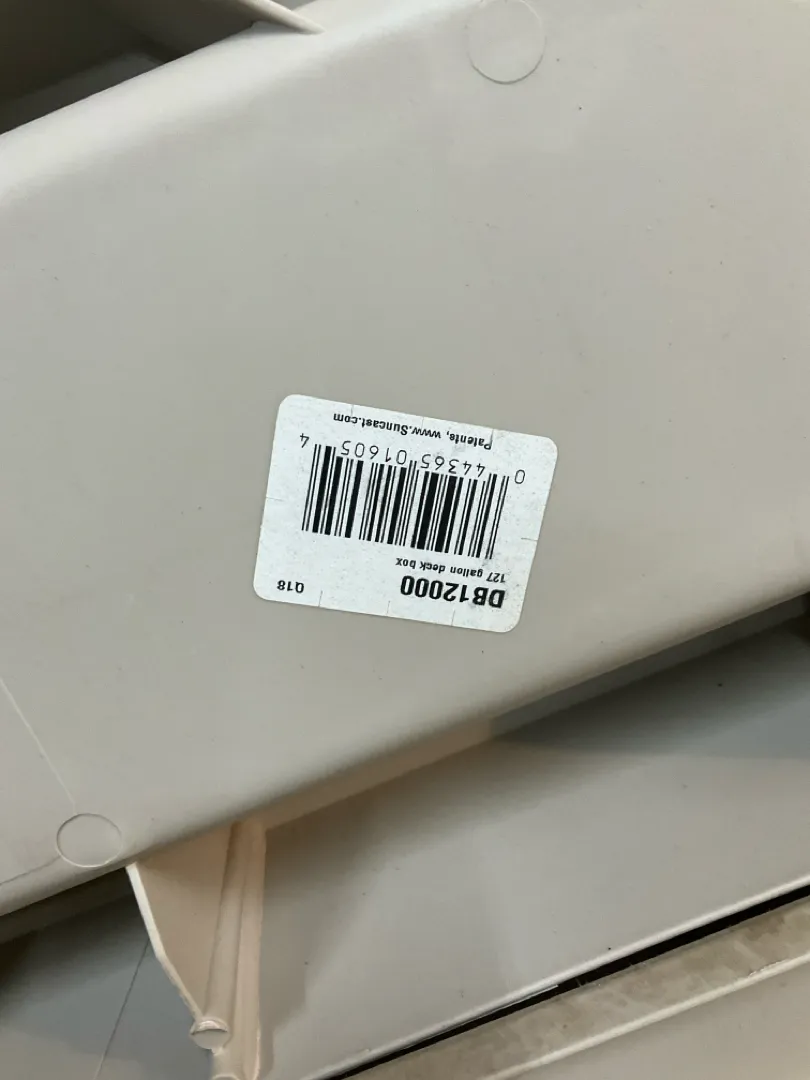 DB12000
127 gallon deck box
Q18
0 44365 01605 4
Patents, www.Suncast.com